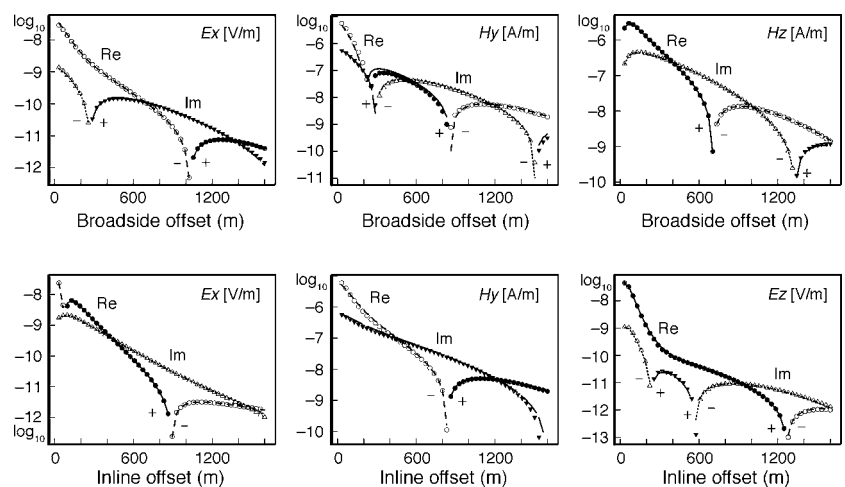 log10 Ex [V/m]
-8
-9
-10
-11
-12
Re
Im
− +
− +
0 600 1200
Broadside offset (m)
log10 Hy [A/m]
-6
-7
-8
-9
-10
-11
Re
Im
+ −
+ −
− +
0 600 1200
Broadside offset (m)
log10 Hz [A/m]
-6
-7
-8
-9
-10
Re
Im
+ −
− +
0 600 1200
Broadside offset (m)
Ex [V/m]
-8
-9
-10
-11
-12
log10
Re
Im
+ −
0 600 1200
Inline offset (m)
log10 Hy [A/m]
-6
-7
-8
-9
-10
Re
Im
− +
0 600 1200
Inline offset (m)
log10 Ez [V/m]
-8
-9
-10
-11
-12
-13
Re
Im
− +
+ −
+ −
0 600 1200
Inline offset (m)